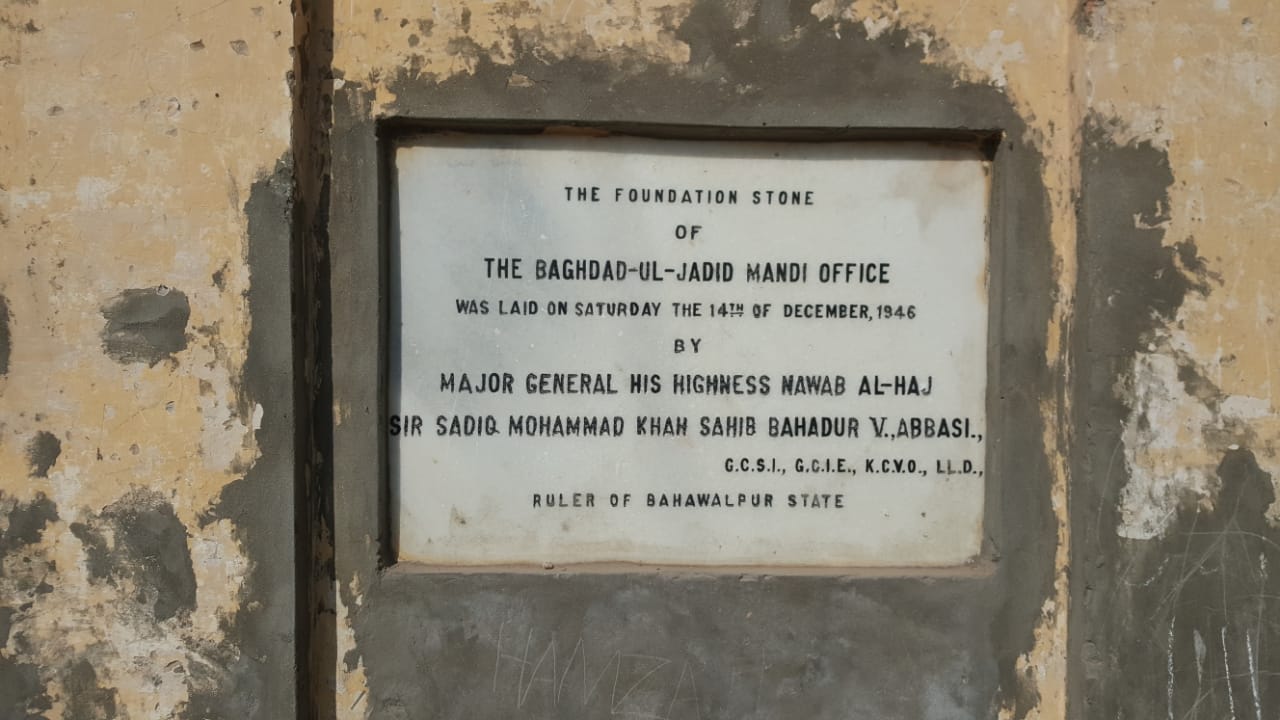 THE FOUNDATION STONE
OF
THE BAGHDAD-UL-JADID MANDI OFFICE
WAS LAID ON SATURDAY THE 14TH OF DECEMBER, 1946
BY
MAJOR GENERAL HIS HIGHNESS NAWAB AL-HAJ
SIR SADIQ MOHAMMAD KHAN SAHIB BAHADUR V., ABBASI.,
G.C.S.I., G.C.I.E., K.C.V.O., LL.D.,
RULER OF BAHAWALPUR STATE
HAMZA